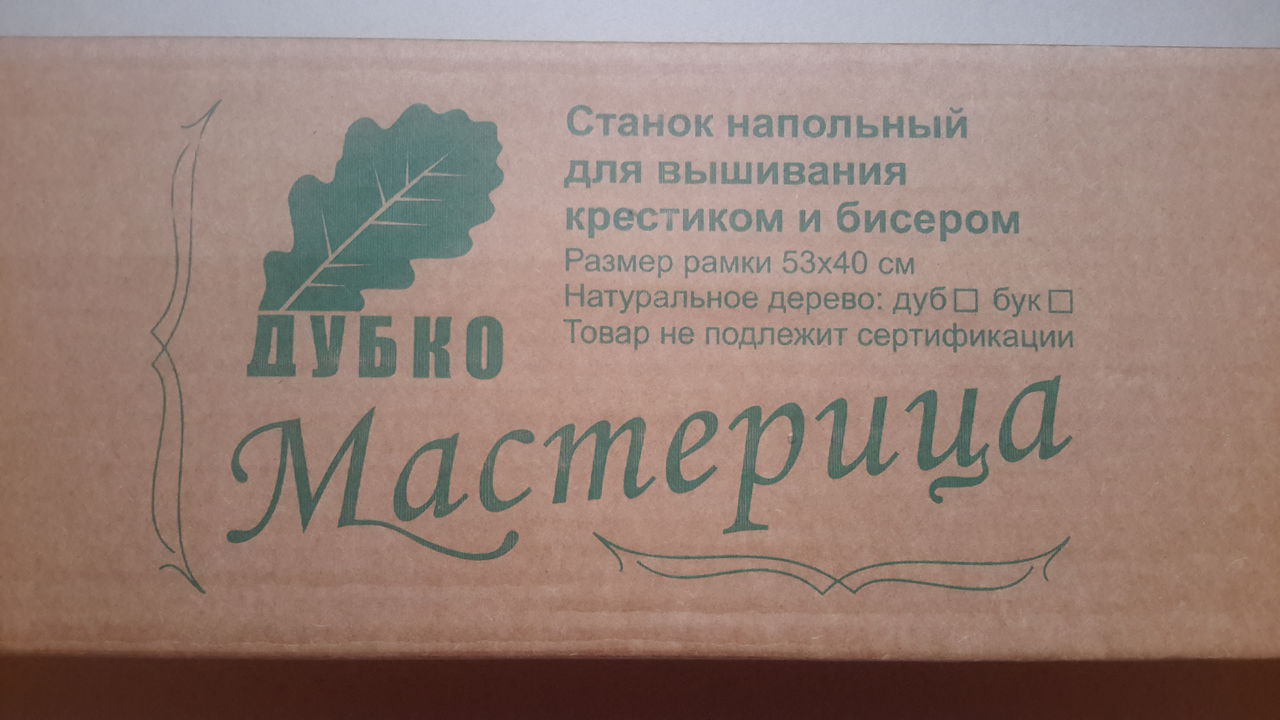 Станок напольный
для вышивания
крестиком и бисером
Размер рамки 53х40 см
Натуральное дерево: дуб☐ бук☐
Товар не подлежит сертификации
ДУБКО
Мастерица